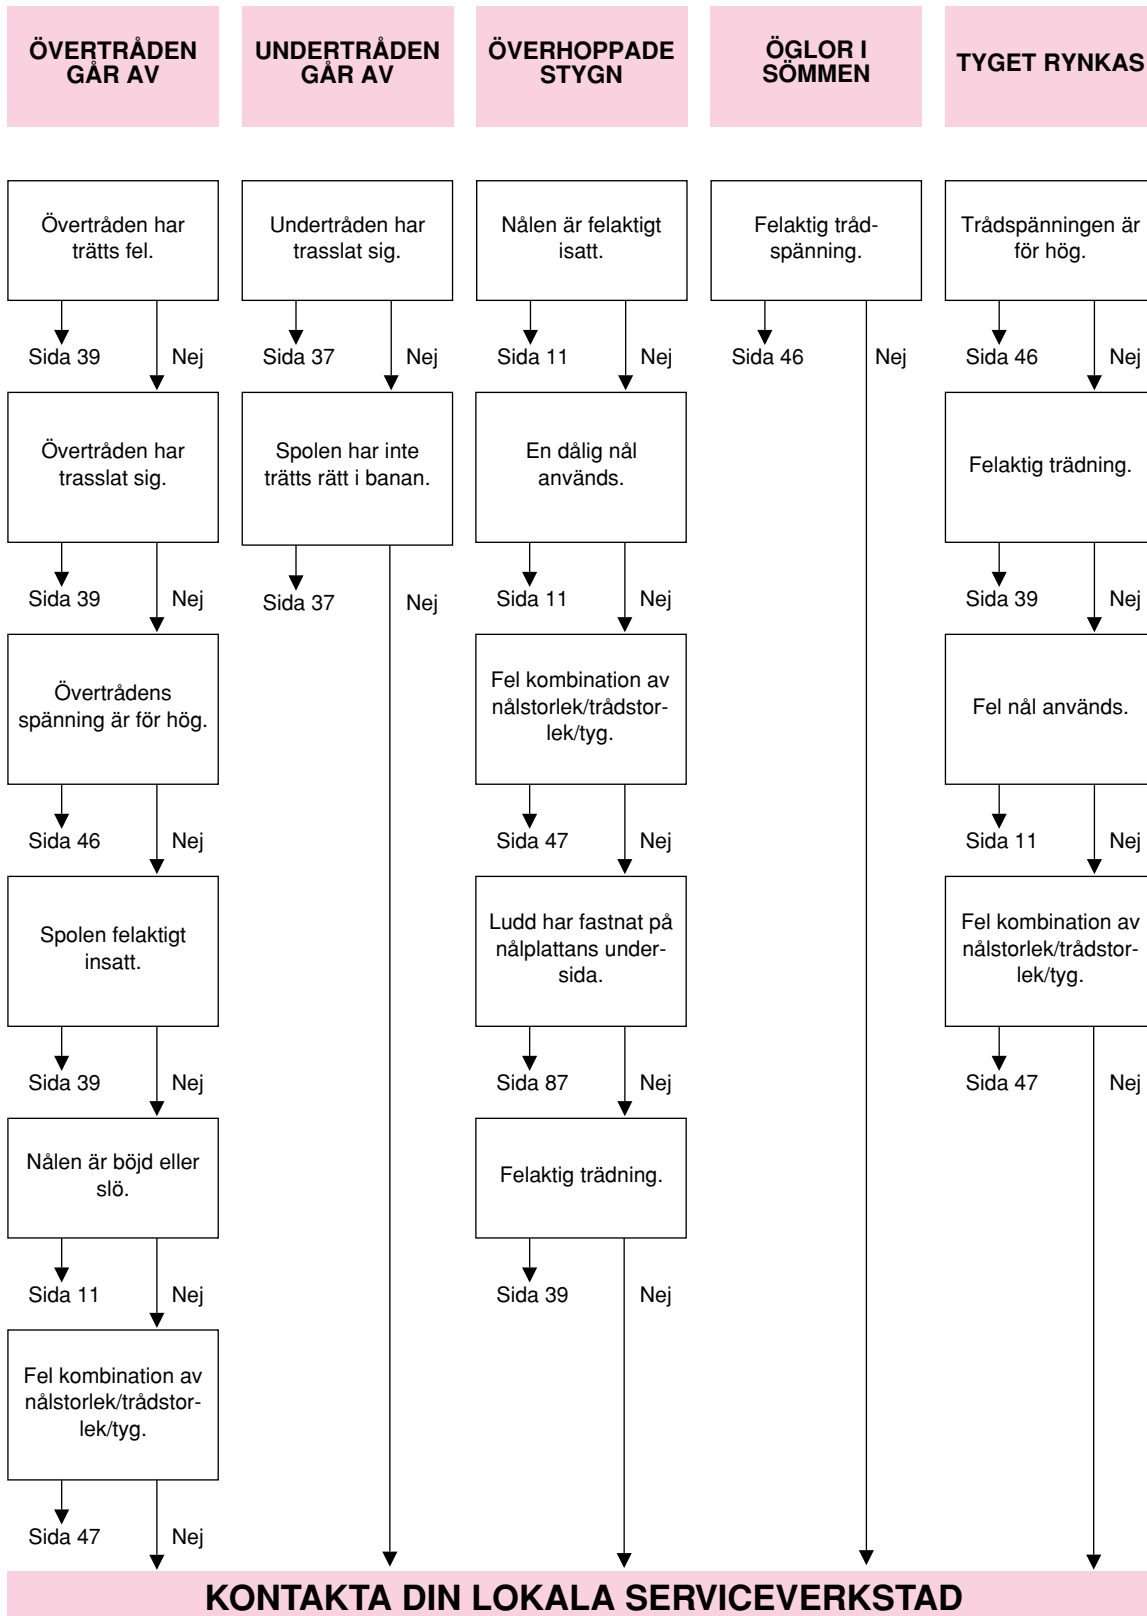 ÖVERTRÅDEN
GÅR AV
Övertråden har
trätts fel.
Sida 39
Nej
Övertråden har
trasslat sig.
Sida 39
Nej
Övertrådens
spänning är för hög.
Sida 46
Nej
Spolen felaktigt
insatt.
Sida 39
Nej
Nålen är böjd eller
slö.
Sida 11
Nej
Fel kombination av
nålstorlek/trådstor-
lek/tyg.
Sida 47
Nej
UNDERTRÅDEN
GÅR AV
Undertråden har
trasslat sig.
Sida 37
Nej
Spolen har inte
trätts rätt i banan.
Sida 37
Nej
ÖVERHOPPADE
STYGN
Nålen är felaktigt
isatt.
Sida 11
Nej
En dålig nål
används.
Sida 11
Nej
Fel kombination av
nålstorlek/trådstor-
lek/tyg.
Sida 47
Nej
Ludd har fastnat på
nålplattans under-
sida.
Sida 87
Nej
Felaktig trädning.
Sida 39
Nej
ÖGLOR I
SÖMMEN
Felaktig tråd-
spänning.
Sida 46
Nej
TYGET RYNKAS
Trådspänningen är
för hög.
Sida 46
Nej
Felaktig trädning.
Sida 39
Nej
Fel nål används.
Sida 11
Nej
Fel kombination av
nålstorlek/trådstor-
lek/tyg.
Sida 47
Nej
KONTAKTA DIN LOKALA SERVICEVERKSTAD